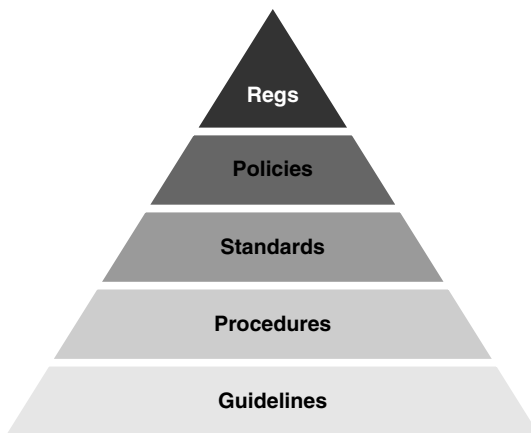 Regs
Policies
Standards
Procedures
Guidelines